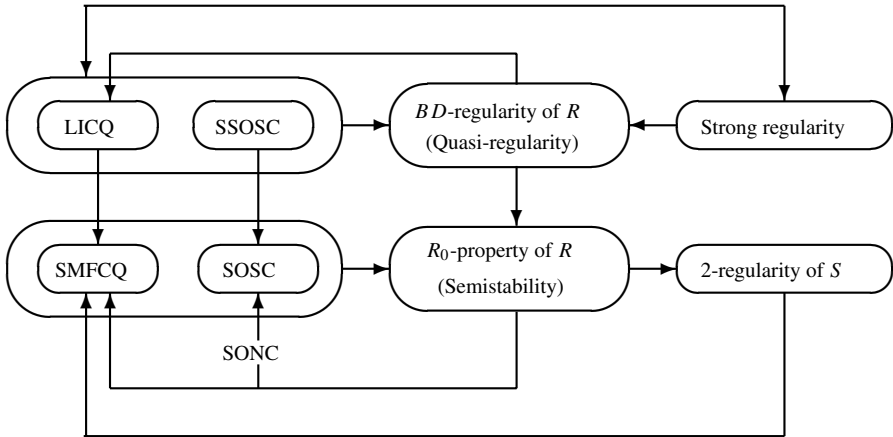 LICQ
SSOSC
BD-regularity of R
(Quasi-regularity)
Strong regularity
SMFCQ
SOSC
R₀-property of R
(Semistability)
2-regularity of S
SONC